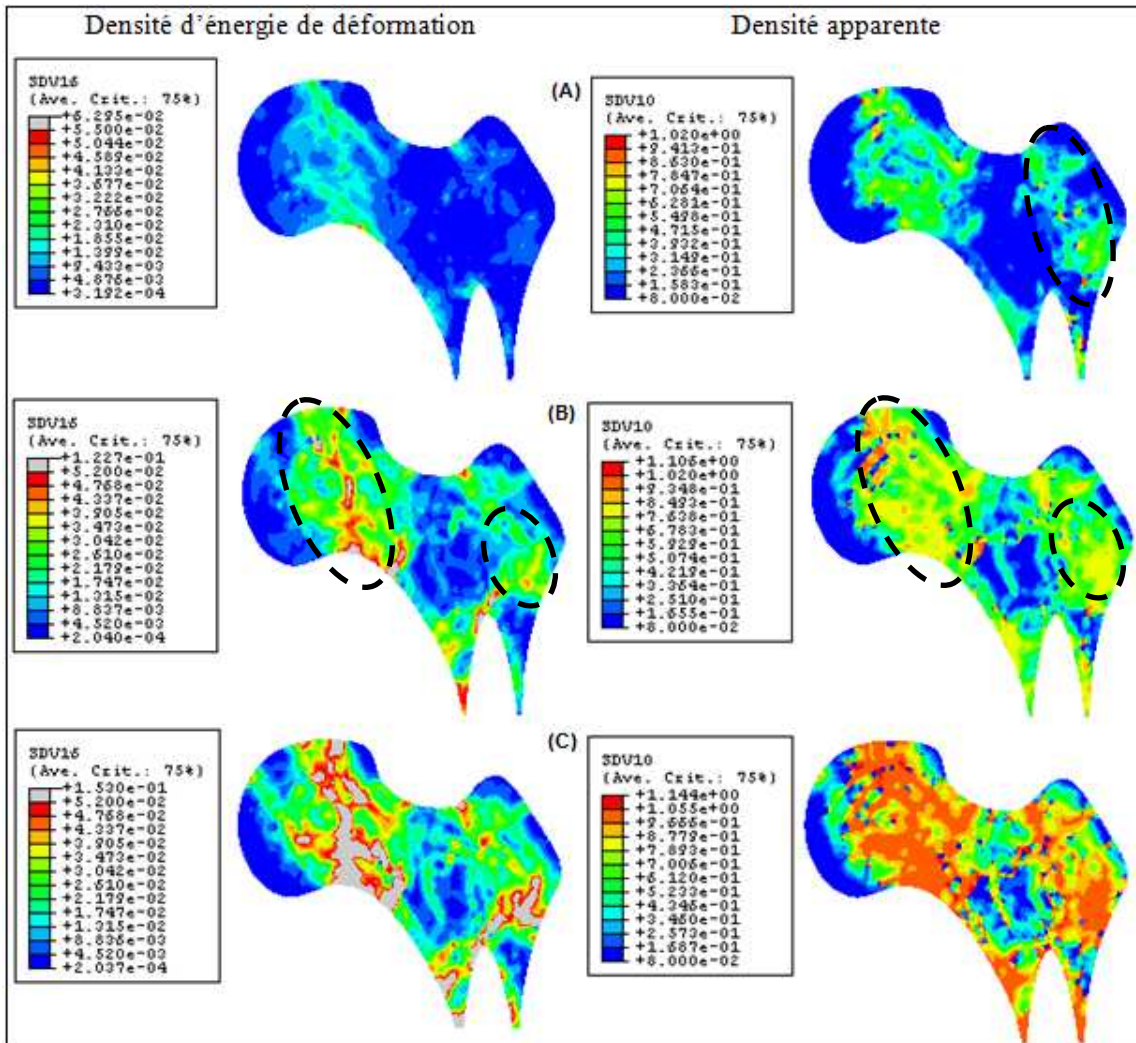 Densité d'énergie de déformation
Densité apparente
SDV16
(Ave. Crit.: 75%)
+6.295e-02
+5.500e-02
+5.044e-02
+4.589e-02
+4.133e-02
+3.677e-02
+3.222e-02
+2.766e-02
+2.310e-02
+1.855e-02
+1.399e-02
+9.433e-03
+4.876e-03
+3.192e-04
(A)
SDV10
(Ave. Crit.: 75%)
+1.020e+00
+9.413e-01
+8.630e-01
+7.847e-01
+7.064e-01
+6.281e-01
+5.498e-01
+4.715e-01
+3.932e-01
+3.149e-01
+2.366e-01
+1.583e-01
+8.000e-02
SDV16
(Ave. Crit.: 75%)
+1.227e-01
+5.200e-02
+4.768e-02
+4.337e-02
+3.905e-02
+3.473e-02
+3.042e-02
+2.610e-02
+2.179e-02
+1.747e-02
+1.315e-02
+8.837e-03
+4.520e-03
+2.040e-04
(B)
SDV10
(Ave. Crit.: 75%)
+1.106e+00
+1.020e+00
+9.348e-01
+8.493e-01
+7.638e-01
+6.783e-01
+5.929e-01
+5.074e-01
+4.219e-01
+3.364e-01
+2.510e-01
+1.655e-01
+8.000e-02
SDV16
(Ave. Crit.: 75%)
+1.530e-01
+5.200e-02
+4.768e-02
+4.337e-02
+3.905e-02
+3.473e-02
+3.042e-02
+2.610e-02
+2.179e-02
+1.747e-02
+1.315e-02
+8.836e-03
+4.520e-03
+2.037e-04
(C)
SDV10
(Ave. Crit.: 75%)
+1.144e+00
+1.055e+00
+9.666e-01
+8.779e-01
+7.893e-01
+7.006e-01
+6.120e-01
+5.233e-01
+4.346e-01
+3.460e-01
+2.573e-01
+1.687e-01
+8.000e-02